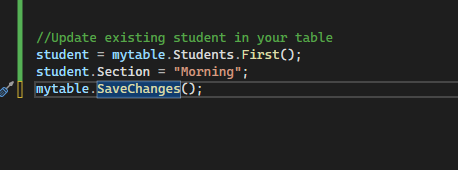 //Update existing student in your table
student = mytable.Students.First();
student.Section = "Morning";
mytable.SaveChanges();